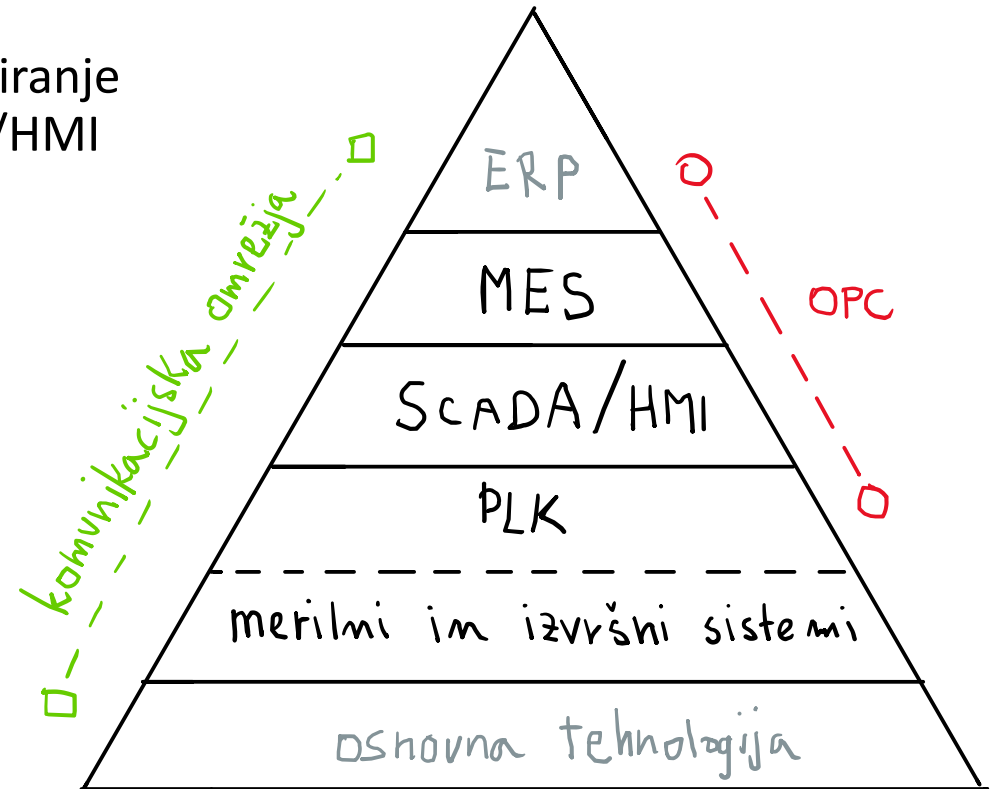 iranje
/HMI
ERP
MES
SCADA/HMI
PLK
merilni in izvršni sistemi
osnovna tehnologija
komunikacijska omrežja
OPC